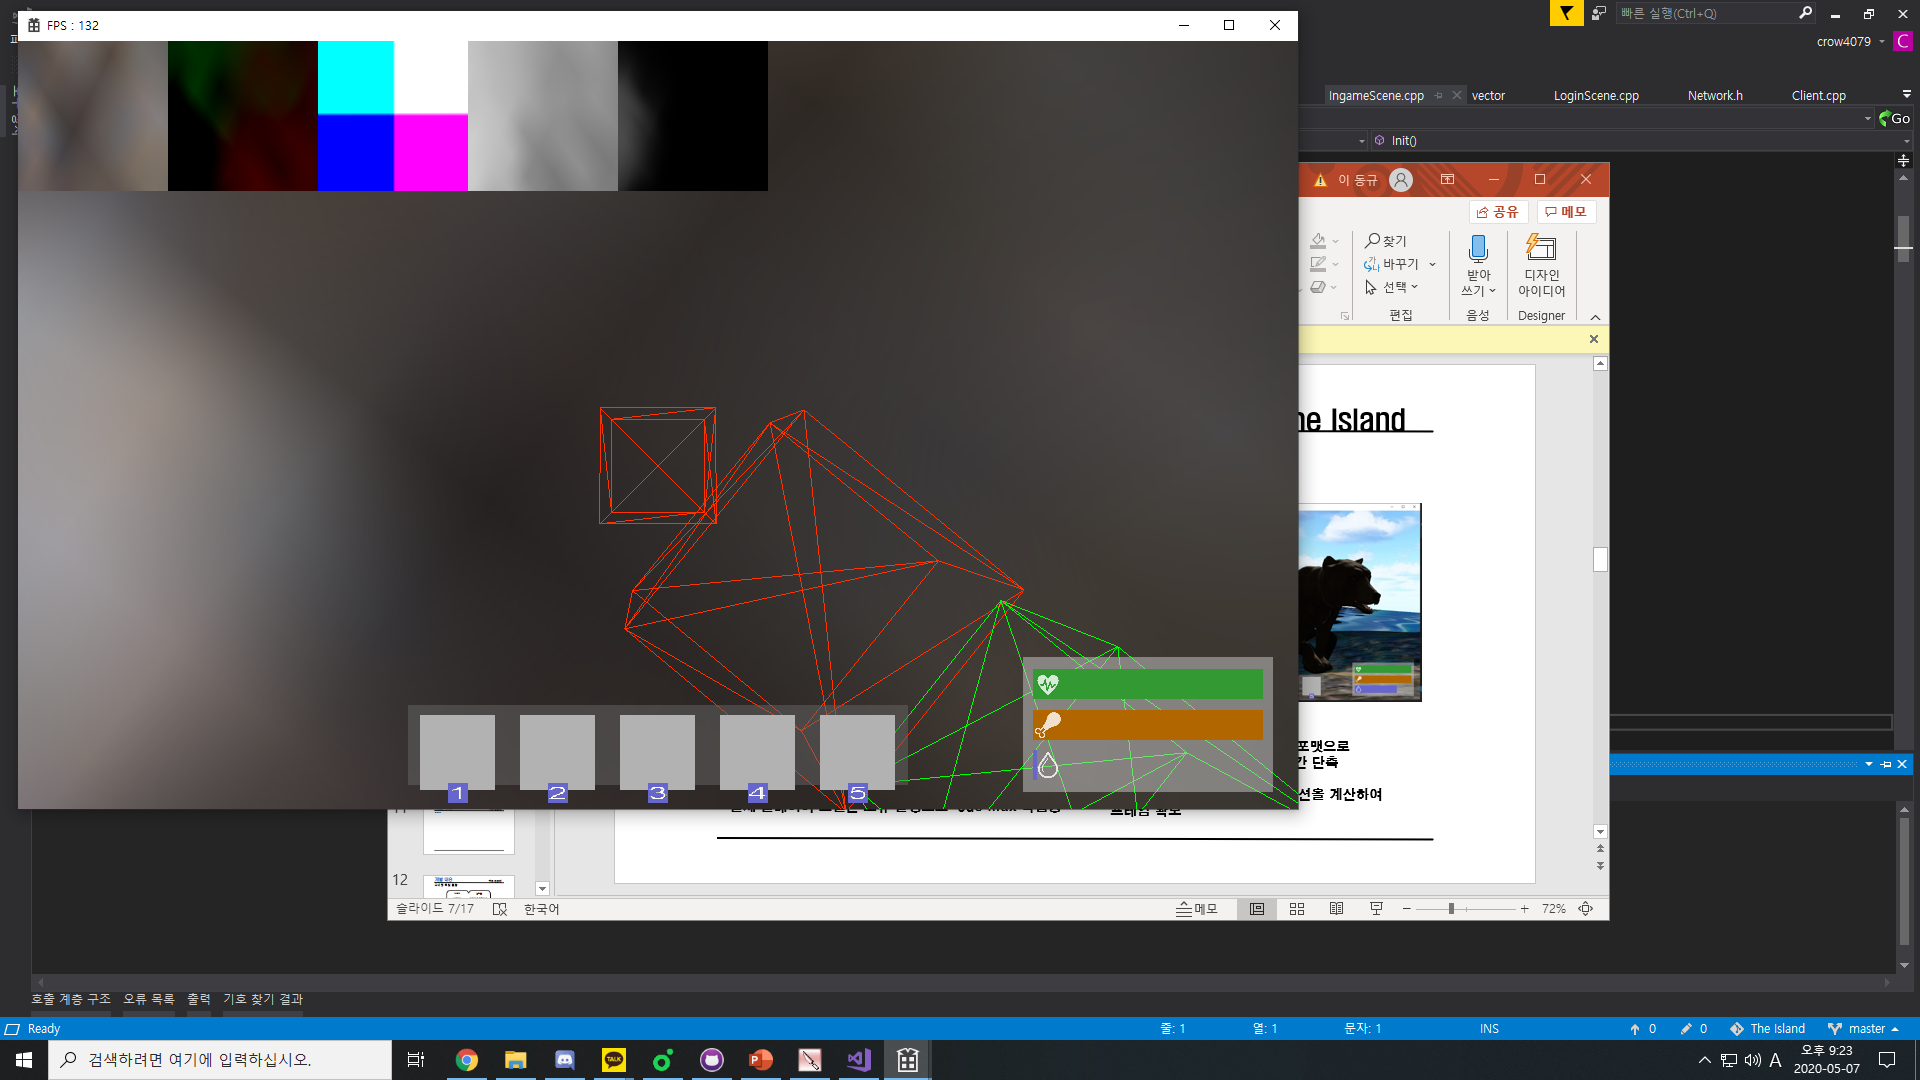 FPS : 132
빠른 실행(Ctrl+Q)
crow4079
C
IngameScene.cpp
vector
LoginScene.cpp
Network.h
Client.cpp
Go
Init()
이 동규
공유
메모
찾기
바꾸기
선택
받아
쓰기
디자인
아이디어
편집
음성
Designer
he Island
포맷으로
간 단축
션을 계산하여
프레임 확보
1
2
3
4
5
12
슬라이드 7/17
한국어
메모
72%
호출 계층 구조
오류 목록
출력
기호 찾기 결과
Ready
줄: 1
열: 1
문자: 1
INS
0
0
The Island
master
검색하려면 여기에 입력하십시오.
TALK
A
오후 9:23
2020-05-07